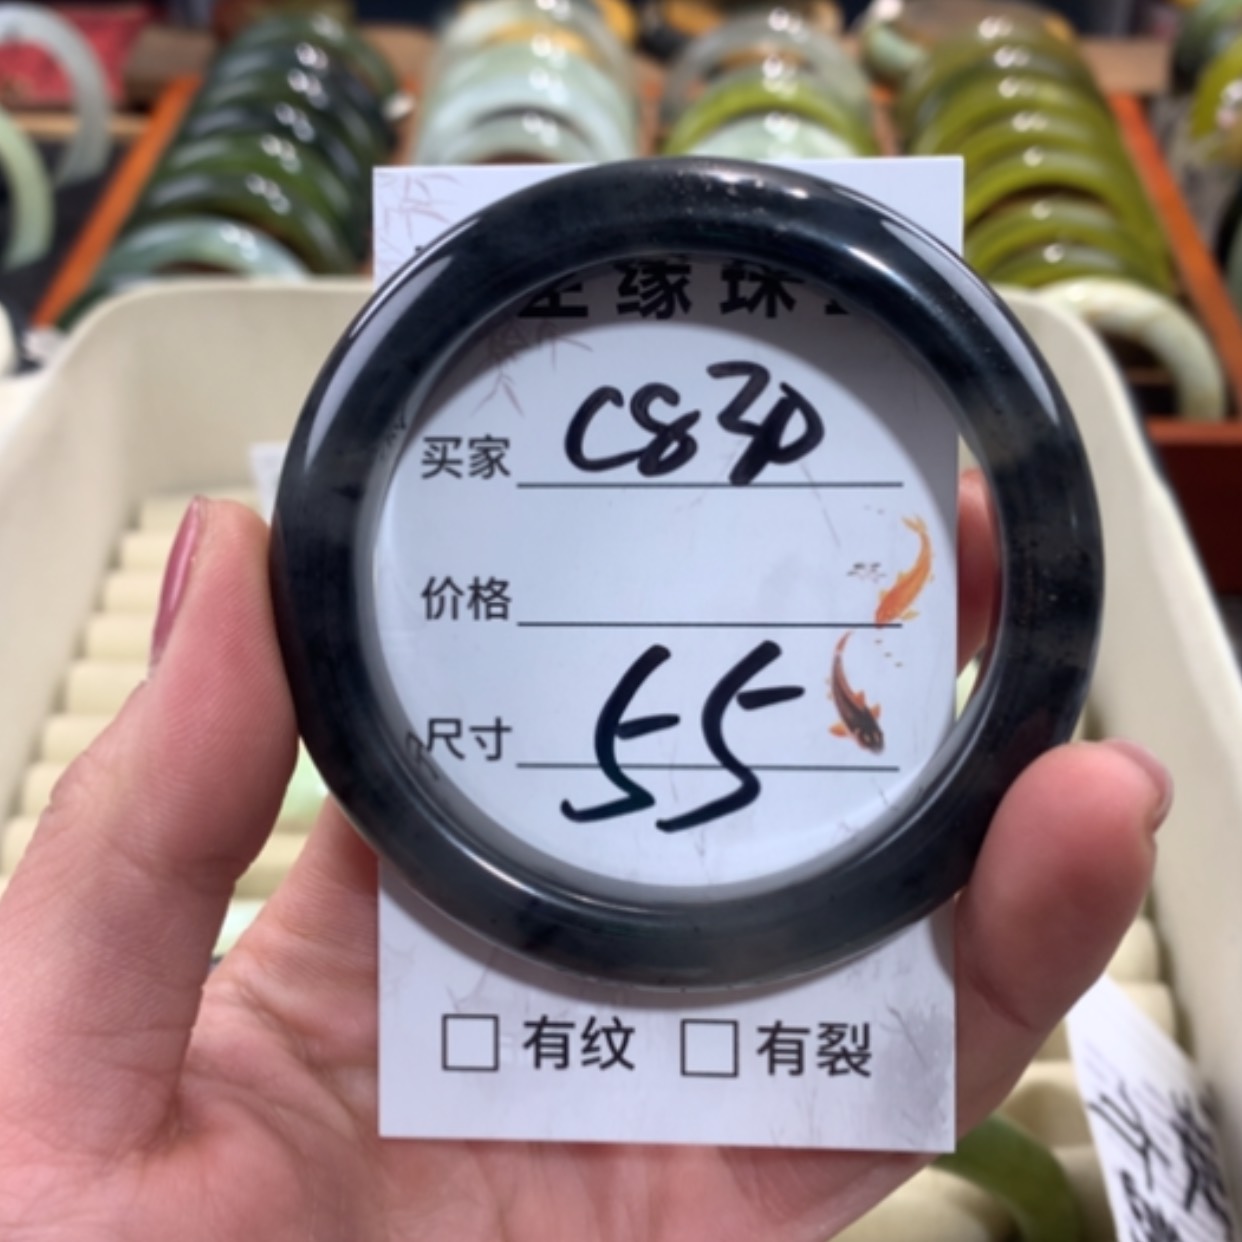 缘珠
买家 C830
价格
尺寸 55
有纹 有裂